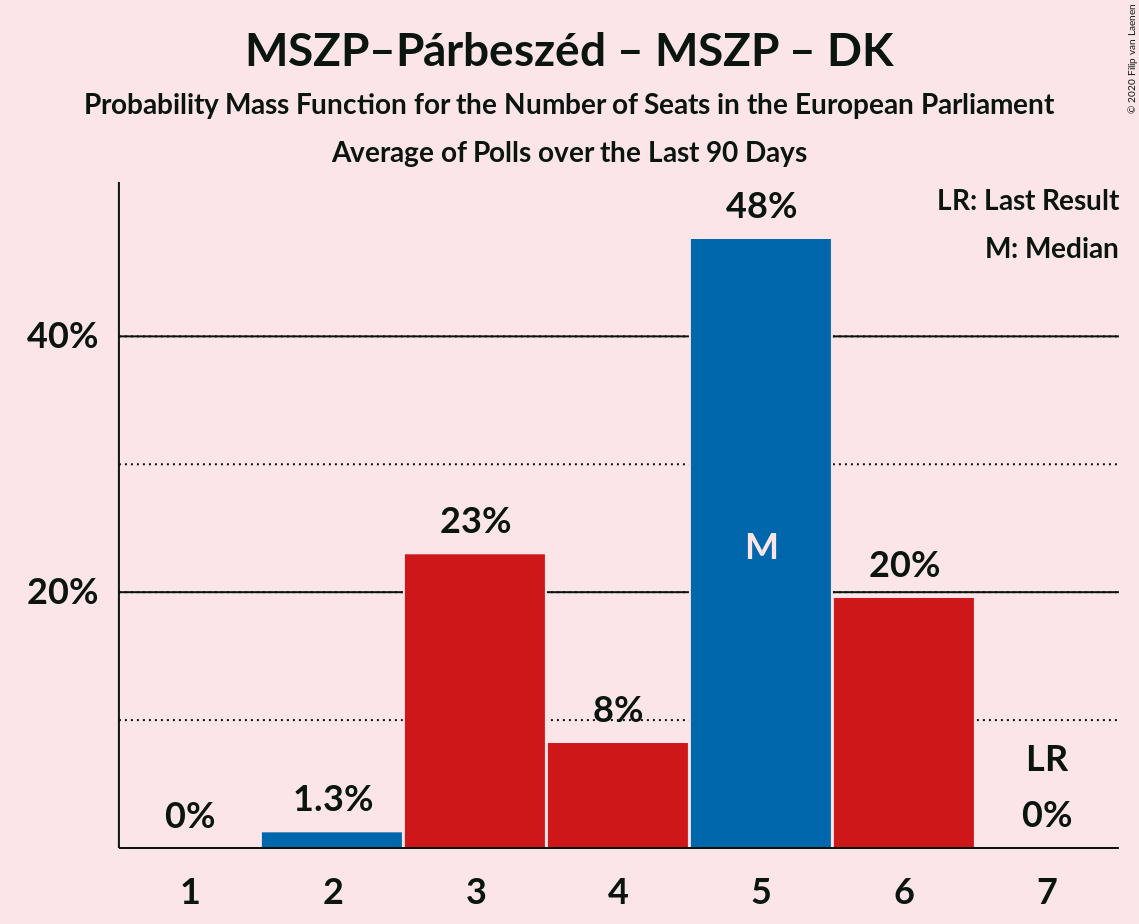 MSZP–Párbeszéd – MSZP – DK
Probability Mass Function for the Number of Seats in the European Parliament
Average of Polls over the Last 90 Days
© 2020 Filip van Laenen
LR: Last Result
M: Median
48%
40%
23%
M
20%
20%
8%
LR
1.3%
0%
0%
1 2 3 4 5 6 7